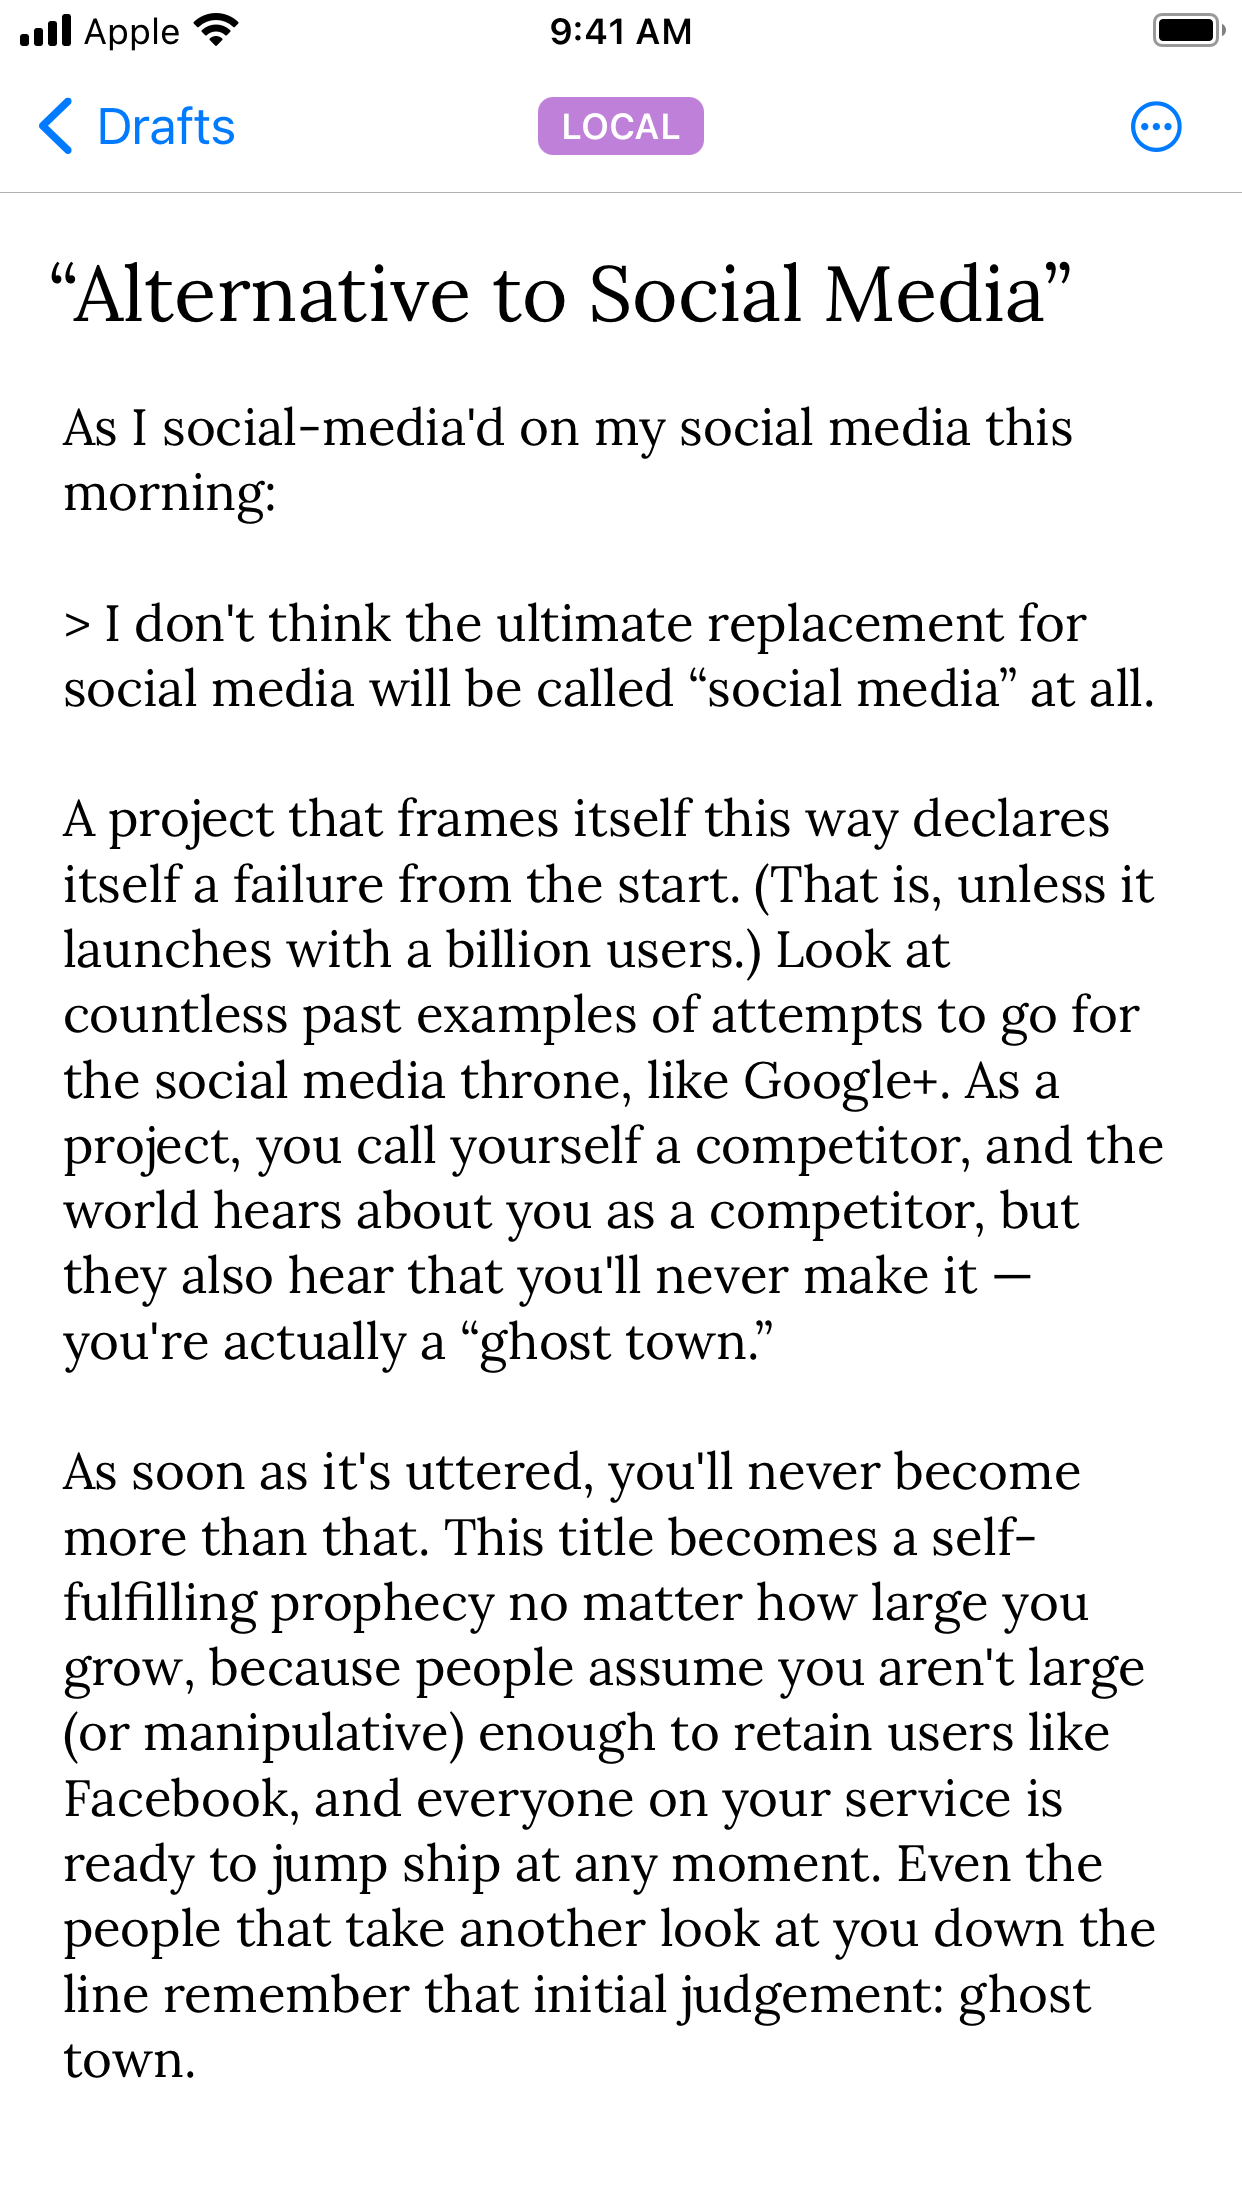 Apple
9:41 AM
Drafts
LOCAL
“Alternative to Social Media”
As I social-media'd on my social media this
morning:
> I don't think the ultimate replacement for
social media will be called “social media” at all.
A project that frames itself this way declares
itself a failure from the start. (That is, unless it
launches with a billion users.) Look at
countless past examples of attempts to go for
the social media throne, like Google+. As a
project, you call yourself a competitor, and the
world hears about you as a competitor, but
they also hear that you'll never make it —
you're actually a “ghost town.”
As soon as it's uttered, you'll never become
more than that. This title becomes a self-
fulfilling prophecy no matter how large you
grow, because people assume you aren't large
(or manipulative) enough to retain users like
Facebook, and everyone on your service is
ready to jump ship at any moment. Even the
people that take another look at you down the
line remember that initial judgement: ghost
town.